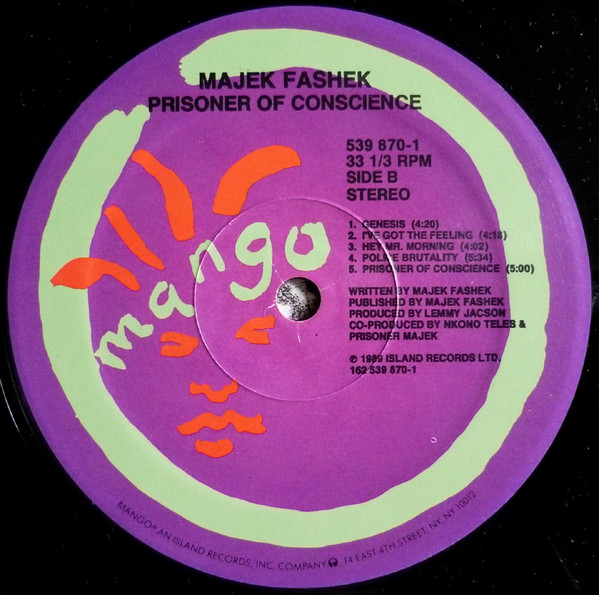 MAJEK FASHEK
PRISONER OF CONSCIENCE
539 870-1
33 1/3 RPM
SIDE B
STEREO
1. GENESIS (4:20)
2. I'VE GOT THE FEELING (4:18)
3. HEY MR. MORNING (4:02)
4. POLICE BRUTALITY (5:34)
5. PRISONER OF CONSCIENCE (5:00)
mango
WRITTEN BY MAJEK FASHEK
PUBLISHED BY MAJEK FASHEK
PRODUCED BY LEMMY JACSON
CO-PRODUCED BY NKONO TELES &
PRISONER MAJEK
℗ 1989 ISLAND RECORDS LTD.
162 539 870-1
MANGO® AN ISLAND RECORDS, INC. COMPANY, 14 EAST 4TH STREET, NY, NY 10012